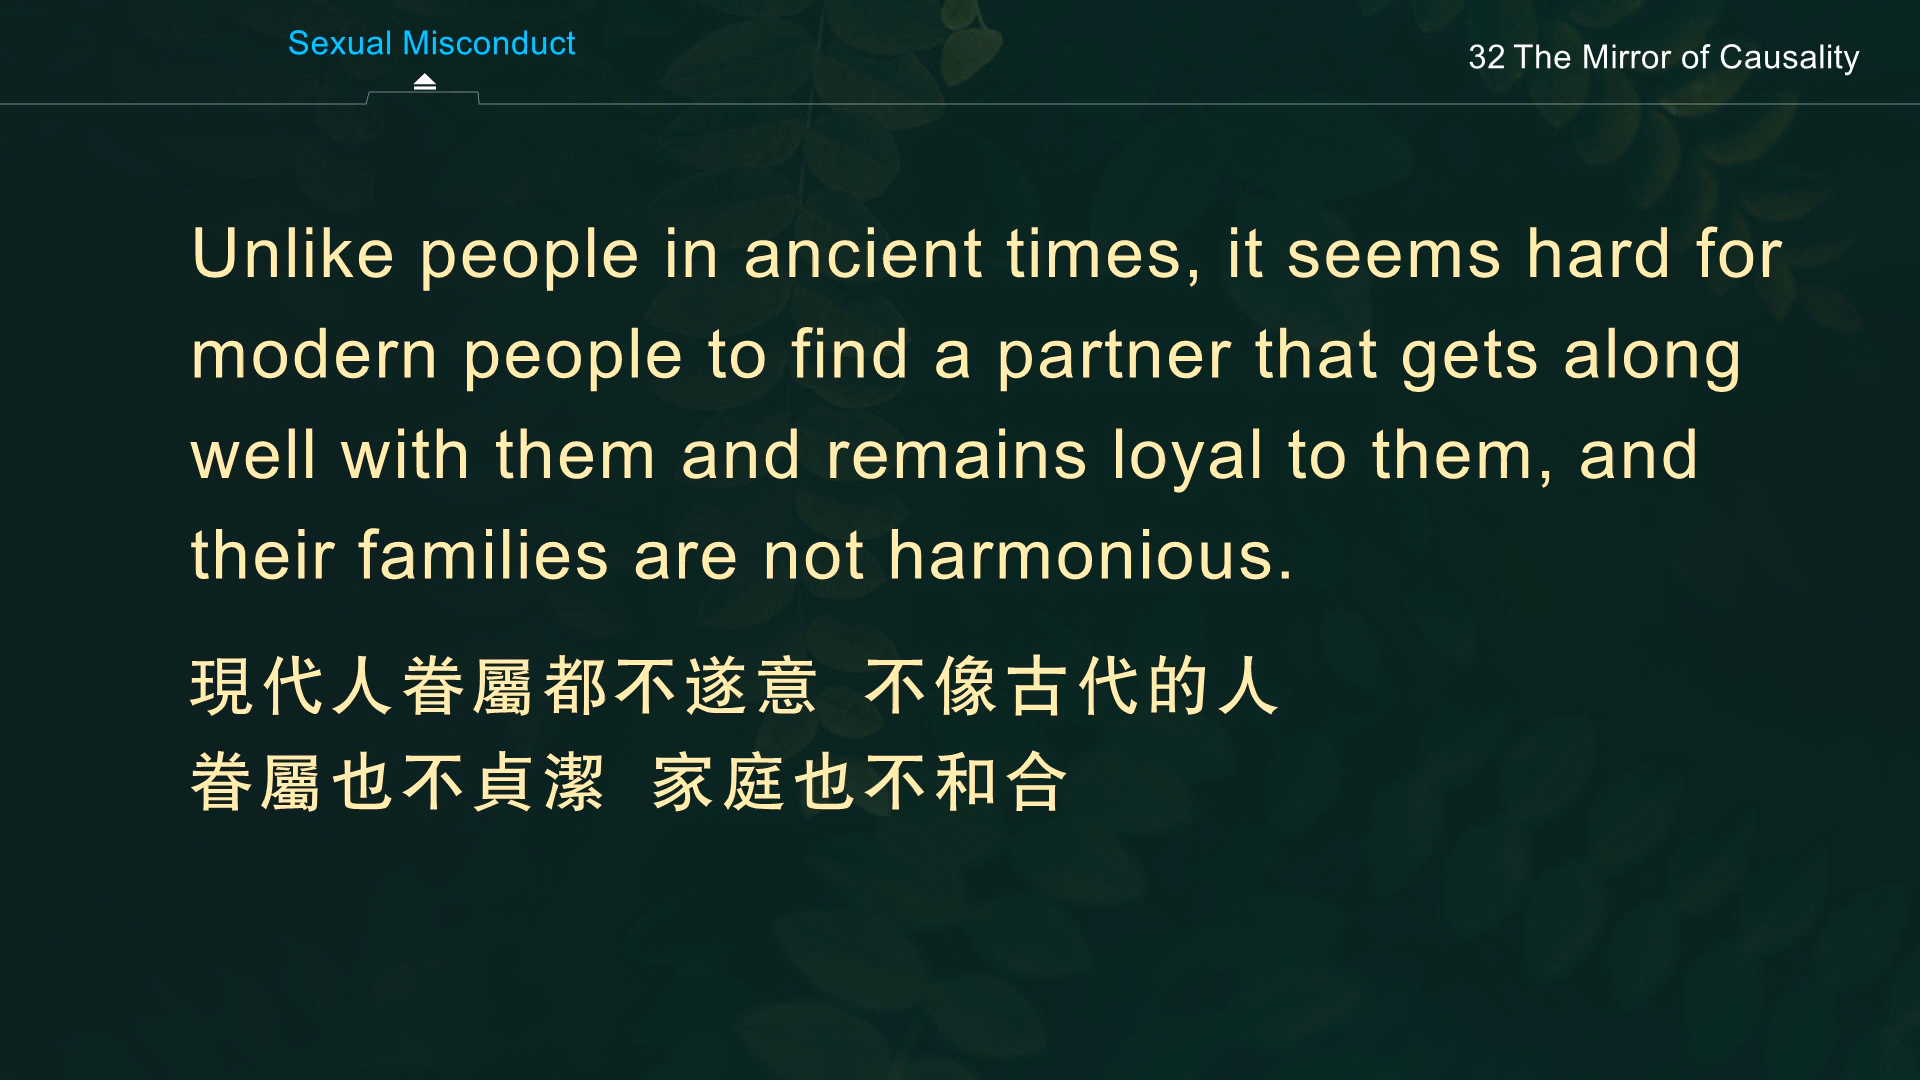 Sexual Misconduct
32 The Mirror of Causality
Unlike people in ancient times, it seems hard for
modern people to find a partner that gets along
well with them and remains loyal to them, and
their families are not harmonious.
現代人眷屬都不遂意 不像古代的人
眷屬也不貞潔 家庭也不和合